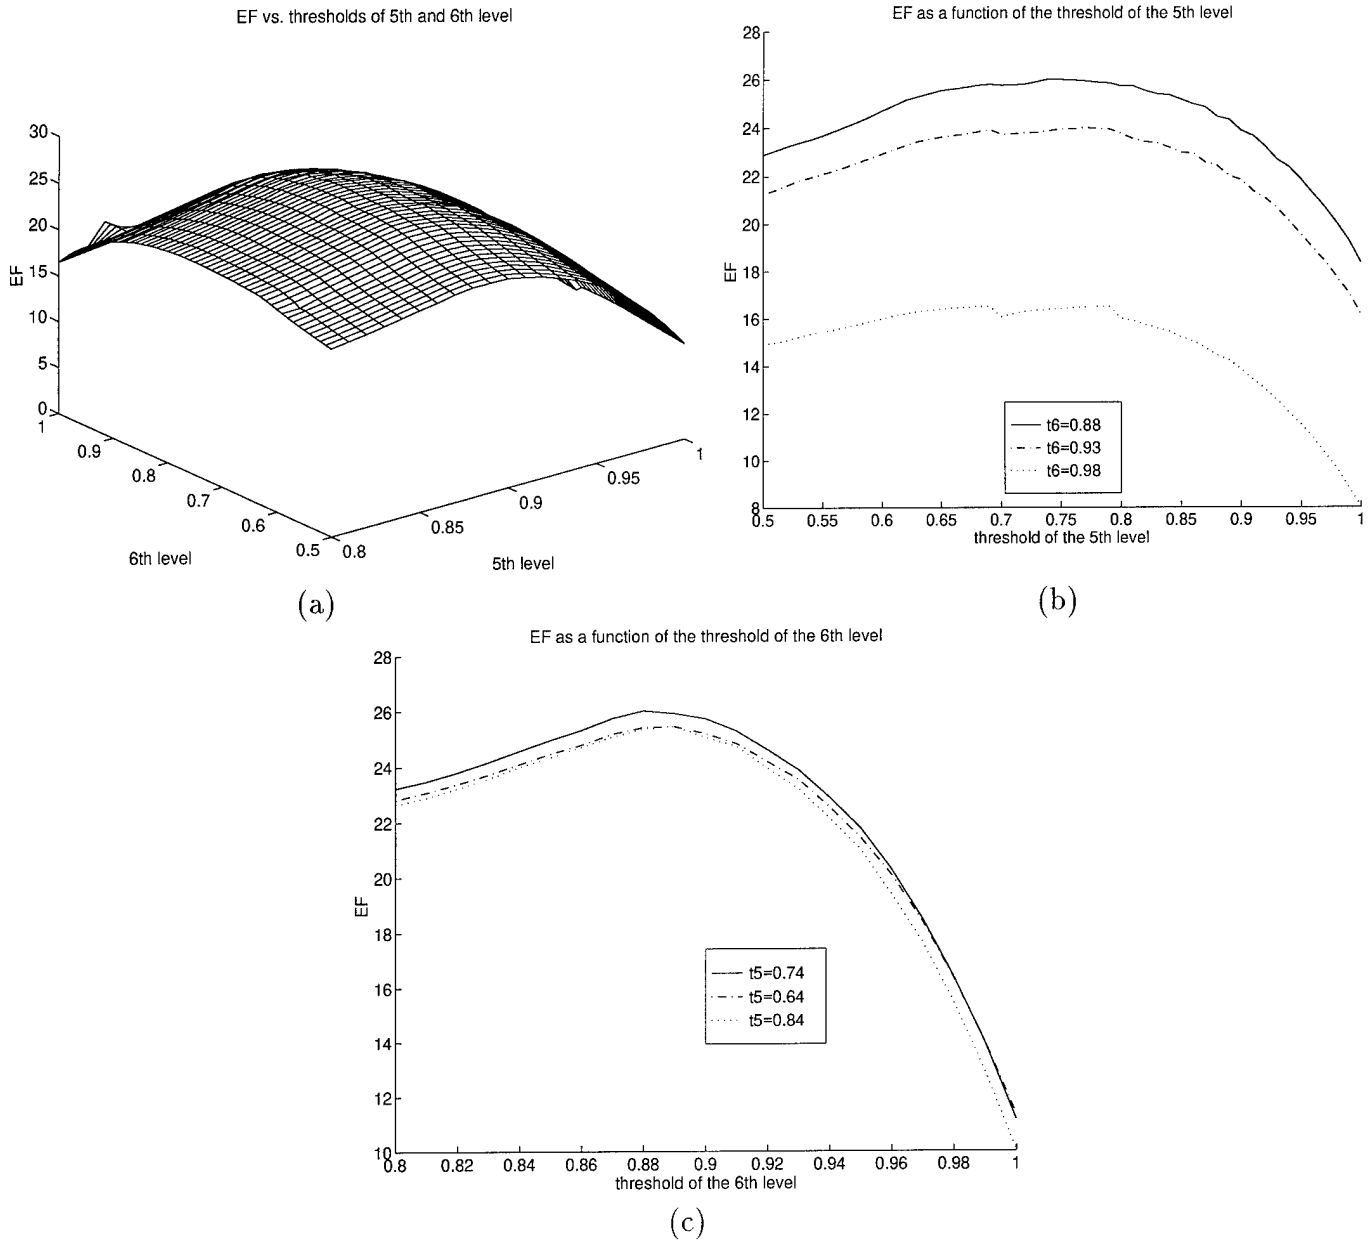 EF vs. thresholds of 5th and 6th level
30
25
20
15
10
5
0
EF
1
0.9
0.8
0.7
0.6
0.5
6th level
0.8
0.85
0.9
0.95
1
5th level
(a)
EF as a function of the threshold of the 5th level
28
26
24
22
20
18
16
14
12
10
8
EF
t6=0.88
t6=0.93
t6=0.98
0.5 0.55 0.6 0.65 0.7 0.75 0.8 0.85 0.9 0.95 1
threshold of the 5th level
(b)
EF as a function of the threshold of the 6th level
28
26
24
22
20
18
16
14
12
10
EF
t5=0.74
t5=0.64
t5=0.84
0.8 0.82 0.84 0.86 0.88 0.9 0.92 0.94 0.96 0.98 1
threshold of the 6th level
(c)